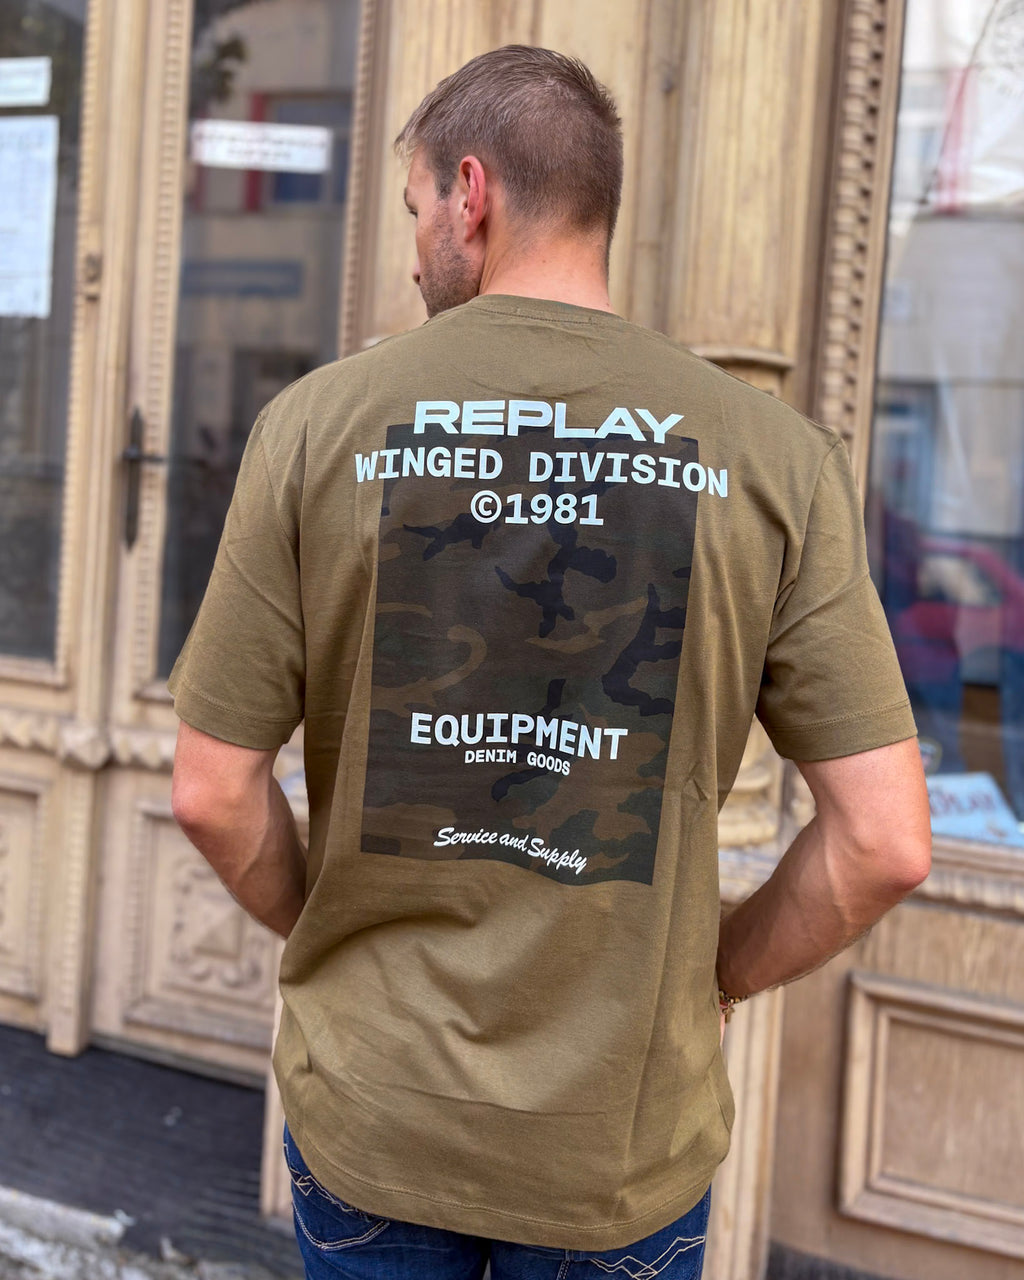 REPLAY
WINGED DIVISION
©1981
EQUIPMENT
DENIM GOODS
Service and Supply